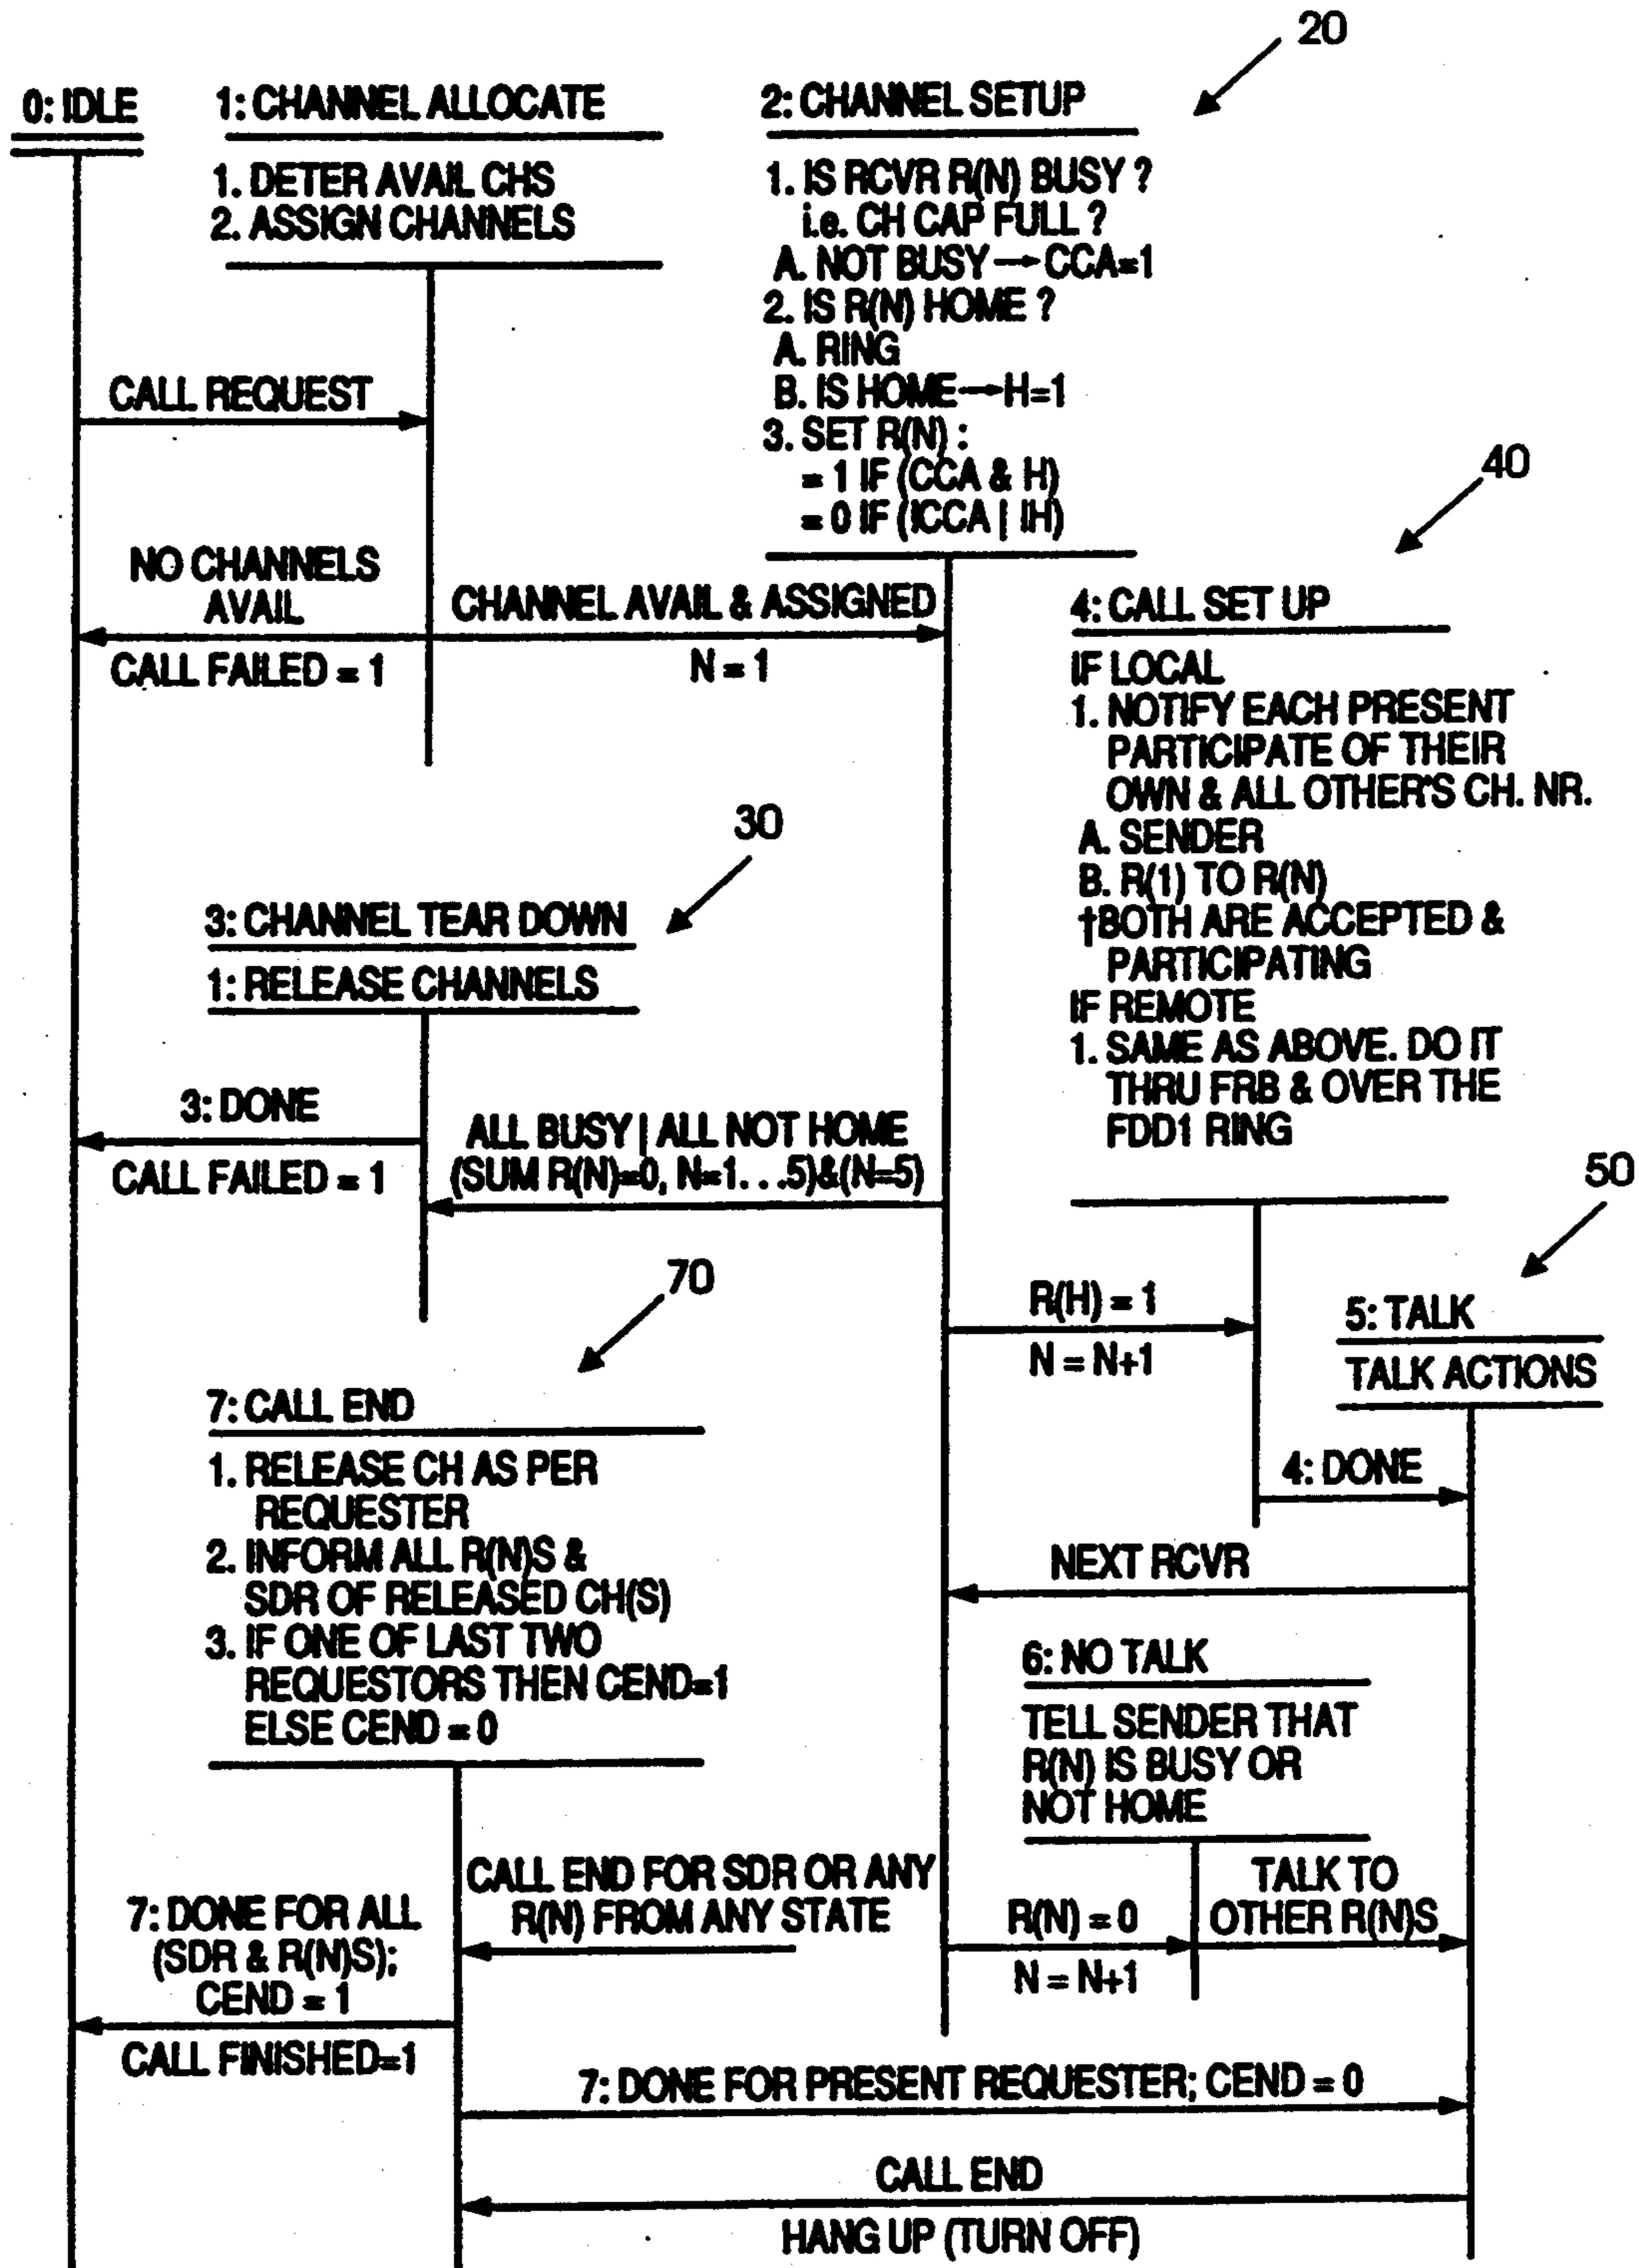 20
0: IDLE
1: CHANNEL ALLOCATE
1. DETER AVAIL CHS
2. ASSIGN CHANNELS
2: CHANNEL SETUP
1. IS RCVR R(N) BUSY ?
i.e. CH CAP FULL ?
A. NOT BUSY → CCA=1
2. IS R(N) HOME ?
A. RING
B. IS HOME → H=1
3. SET R(N) :
= 1 IF (CCA & H)
= 0 IF (!CCA | !H)
CALL REQUEST
40
NO CHANNELS
AVAIL
CALL FAILED = 1
CHANNEL AVAIL & ASSIGNED
N = 1
4: CALL SET UP
IF LOCAL
1. NOTIFY EACH PRESENT
PARTICIPATE OF THEIR
OWN & ALL OTHER'S CH. NR.
A. SENDER
B. R(1) TO R(N)
†BOTH ARE ACCEPTED &
PARTICIPATING
IF REMOTE
1. SAME AS ABOVE. DO IT
THRU FRB & OVER THE
FDD1 RING
30
3: CHANNEL TEAR DOWN
1: RELEASE CHANNELS
3: DONE
CALL FAILED = 1
ALL BUSY | ALL NOT HOME
(SUM R(N)=0, N=1...5)&(N=5)
50
70
R(H) = 1
N = N+1
5: TALK
TALK ACTIONS
7: CALL END
1. RELEASE CH AS PER
REQUESTER
2. INFORM ALL R(N)S &
SDR OF RELEASED CH(S)
3. IF ONE OF LAST TWO
REQUESTORS THEN CEND=1
ELSE CEND = 0
4: DONE
NEXT RCVR
6: NO TALK
TELL SENDER THAT
R(N) IS BUSY OR
NOT HOME
CALL END FOR SDR OR ANY
R(N) FROM ANY STATE
R(N) = 0
N = N+1
TALK TO
OTHER R(N)S
7: DONE FOR ALL
(SDR & R(N)S);
CEND = 1
CALL FINISHED=1
7: DONE FOR PRESENT REQUESTER; CEND = 0
CALL END
HANG UP (TURN OFF)